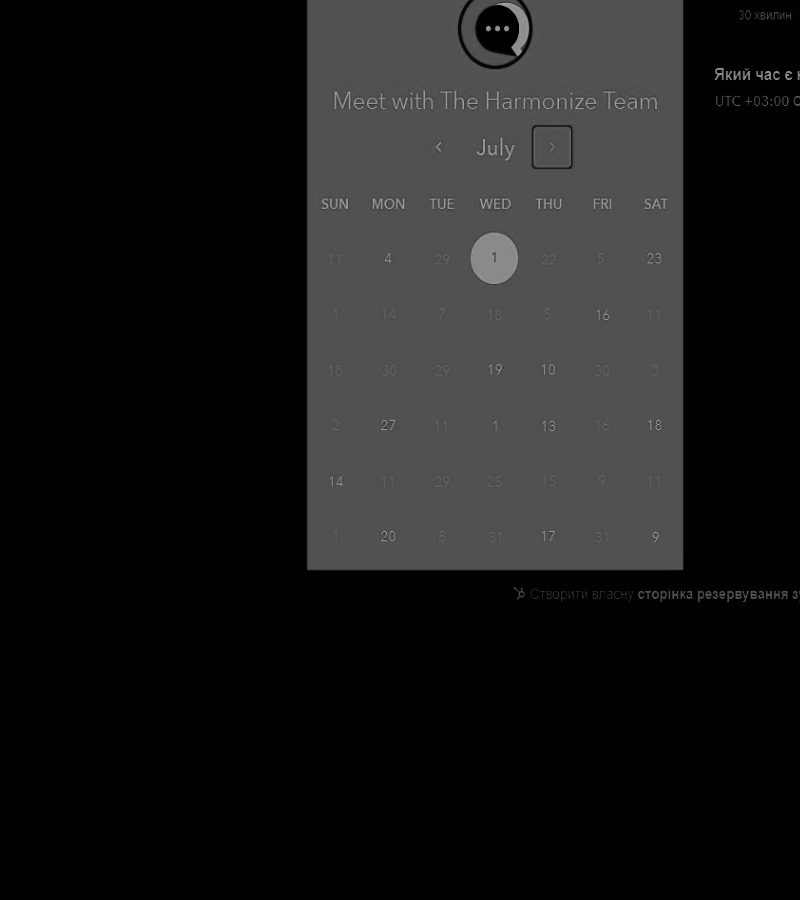 30 хвилин
Який час є
UTC +03:00
Meet with The Harmonize Team
July
SUN MON TUE WED THU FRI SAT
11 4 29 1 22 5 23
1 14 7 18 5 16 11
18 30 29 19 10 30 3
2 27 11 1 13 16 18
14 11 29 25 15 9 11
1 20 8 31 17 31 9
Створити власну сторінка резервування